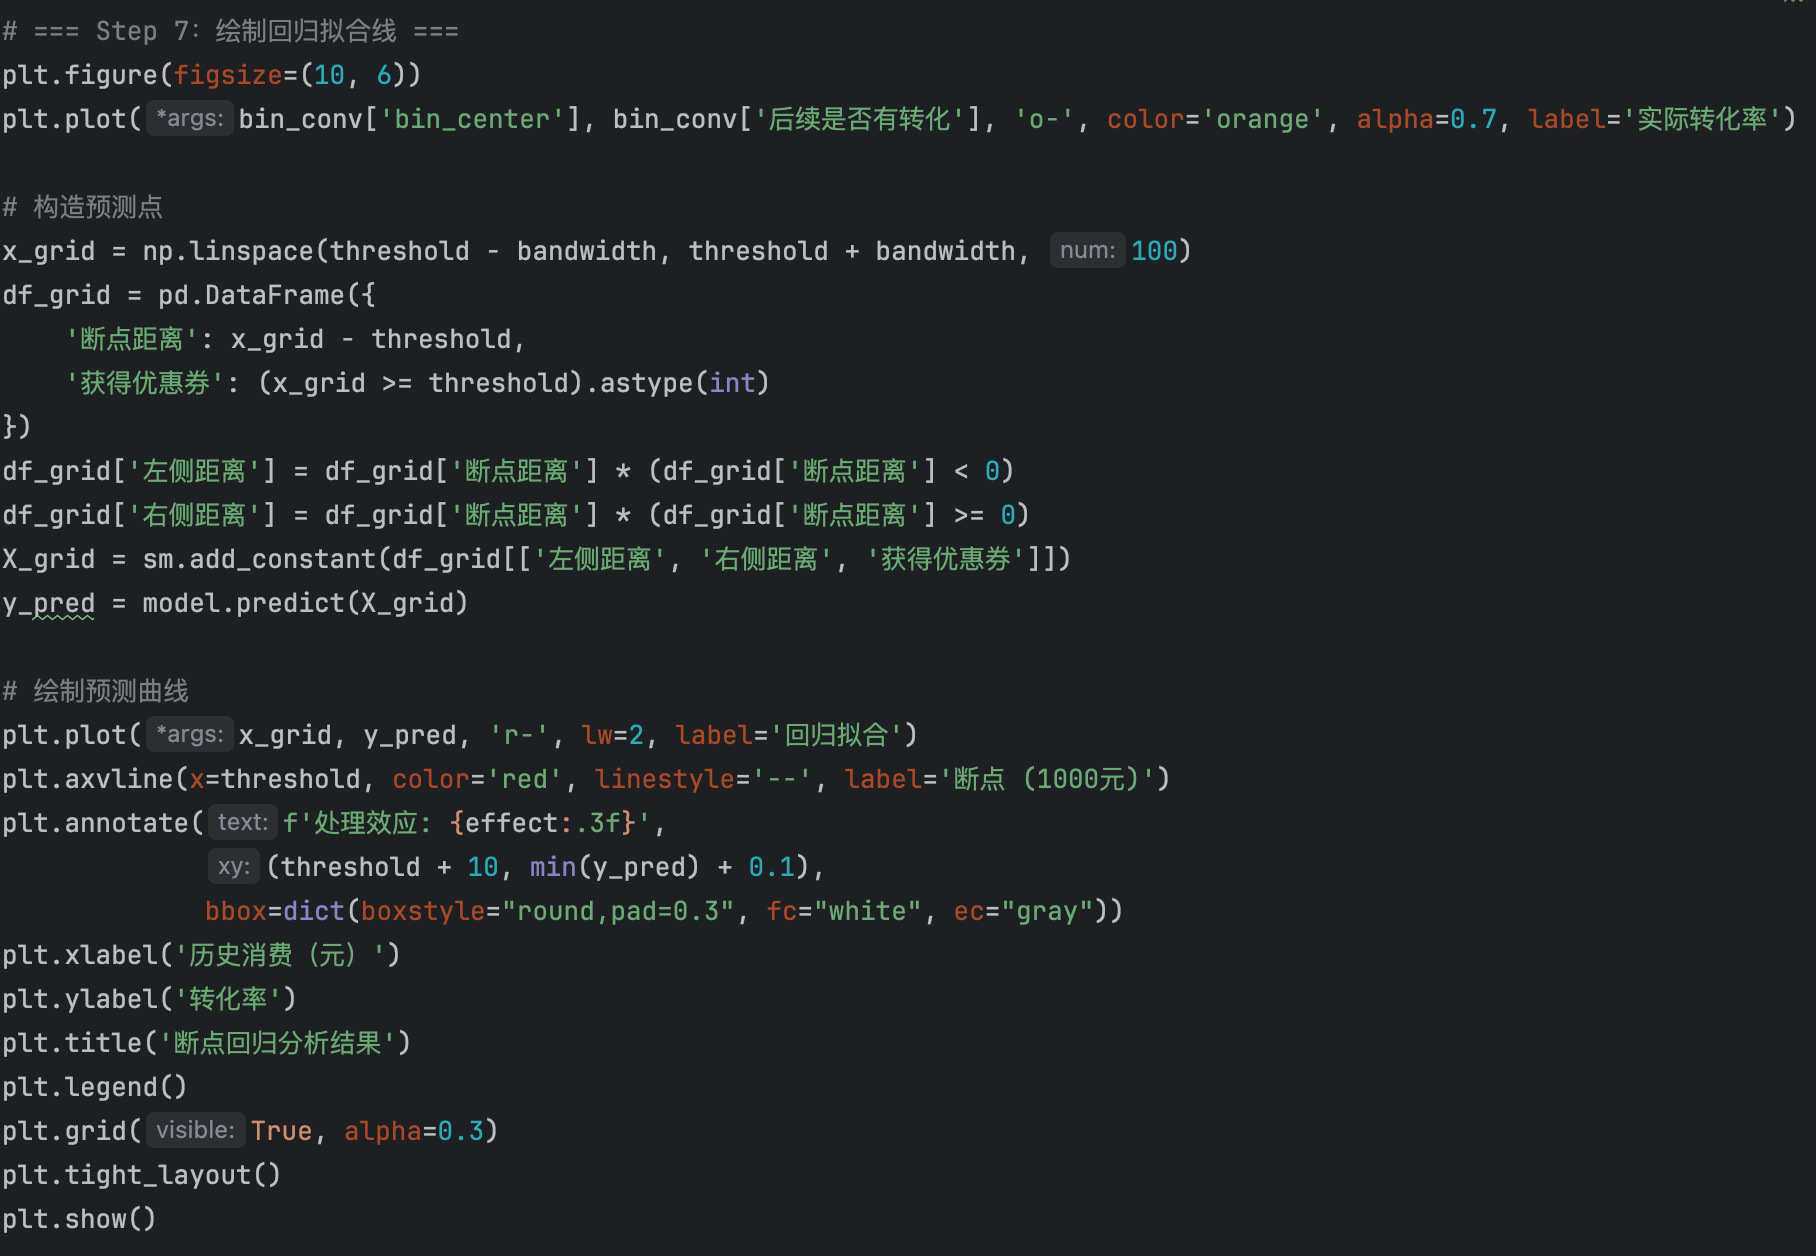 # === Step 7：绘制回归拟合线 ===
plt.figure(figsize=(10, 6))
plt.plot( *args: bin_conv['bin_center'], bin_conv['后续是否有转化'], 'o-', color='orange', alpha=0.7, label='实际转化率')
# 构造预测点
x_grid = np.linspace(threshold - bandwidth, threshold + bandwidth, num: 100)
df_grid = pd.DataFrame({
    '断点距离': x_grid - threshold,
    '获得优惠券': (x_grid >= threshold).astype(int)
})
df_grid['左侧距离'] = df_grid['断点距离'] * (df_grid['断点距离'] < 0)
df_grid['右侧距离'] = df_grid['断点距离'] * (df_grid['断点距离'] >= 0)
X_grid = sm.add_constant(df_grid[['左侧距离', '右侧距离', '获得优惠券']])
y_pred = model.predict(X_grid)
# 绘制预测曲线
plt.plot( *args: x_grid, y_pred, 'r-', lw=2, label='回归拟合')
plt.axvline(x=threshold, color='red', linestyle='--', label='断点（1000元）')
plt.annotate( text: f'处理效应: {effect:.3f}',
             xy: (threshold + 10, min(y_pred) + 0.1),
             bbox=dict(boxstyle="round,pad=0.3", fc="white", ec="gray"))
plt.xlabel('历史消费（元）')
plt.ylabel('转化率')
plt.title('断点回归分析结果')
plt.legend()
plt.grid( visible: True, alpha=0.3)
plt.tight_layout()
plt.show()